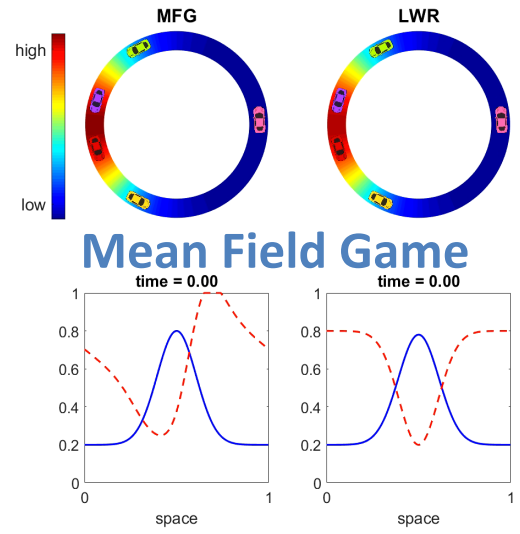 MFG LWR
high
low
Mean Field Game
time = 0.00 time = 0.00
1 1
0.8 0.8
0.6 0.6
0.4 0.4
0.2 0.2
0 0
0 1 0 1
space space